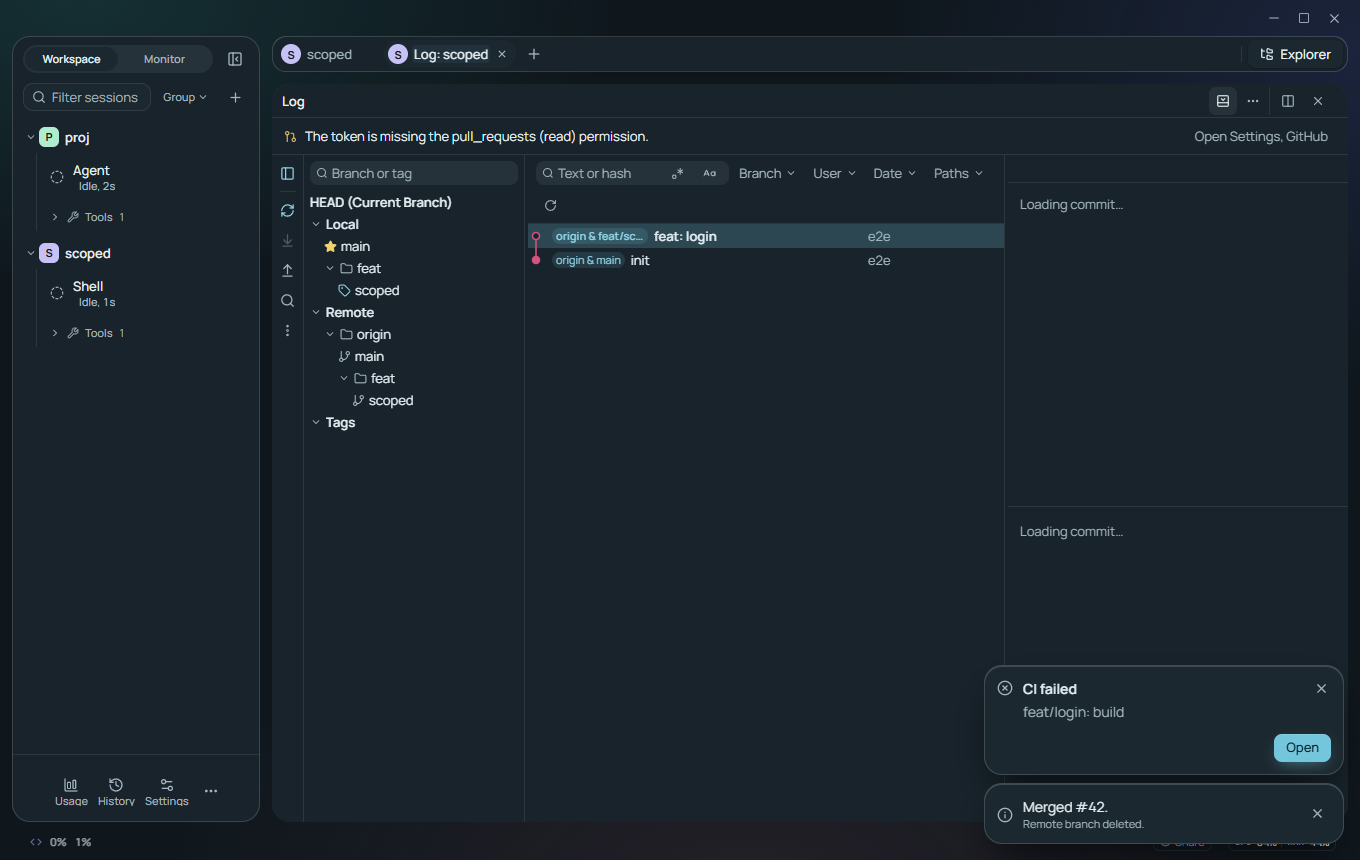 Workspace
Monitor
Filter sessions
Group
P proj
Agent
Idle, 2s
Tools 1
S scoped
Shell
Idle, 1s
Tools 1
Usage
History
Settings
0% 1%
S scoped
S Log: scoped
Explorer
Log
The token is missing the pull_requests (read) permission.
Open Settings, GitHub
Branch or tag
HEAD (Current Branch)
Local
main
feat
scoped
Remote
origin
main
feat
scoped
Tags
Text or hash
.*
Aa
Branch
User
Date
Paths
origin & feat/sc… feat: login e2e
origin & main init e2e
Loading commit…
Loading commit…
CI failed
feat/login: build
Open
Merged #42.
Remote branch deleted.